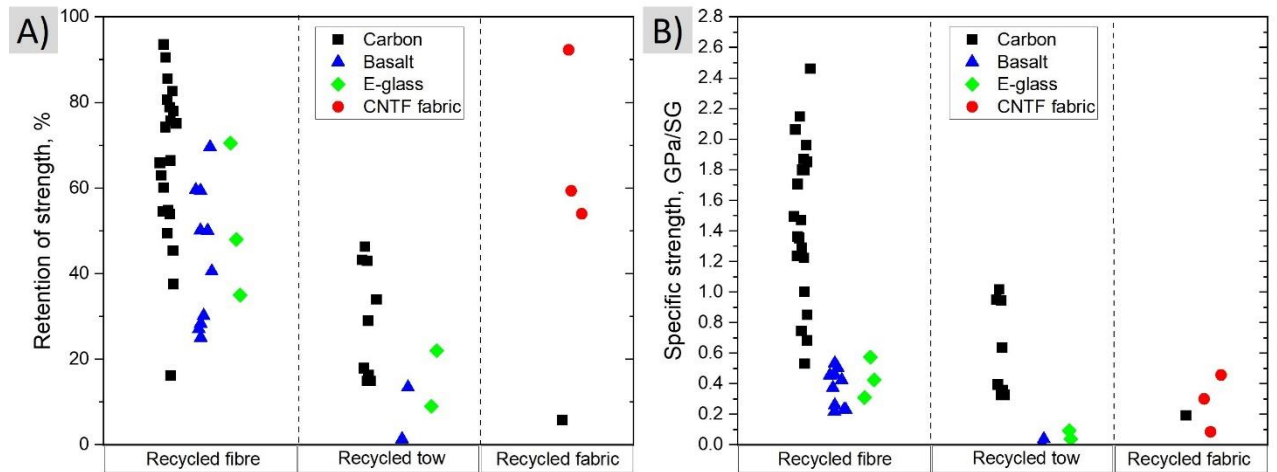 A)
Retention of strength, %
100
80
60
40
20
0
Carbon
Basalt
E-glass
CNTF fabric
Recycled fibre
Recycled tow
Recycled fabric
B)
Specific strength, GPa/SG
2.8
2.6
2.4
2.2
2.0
1.8
1.6
1.4
1.2
1.0
0.8
0.6
0.4
0.2
0.0
Carbon
Basalt
E-glass
CNTF fabric
Recycled fibre
Recycled tow
Recycled fabric